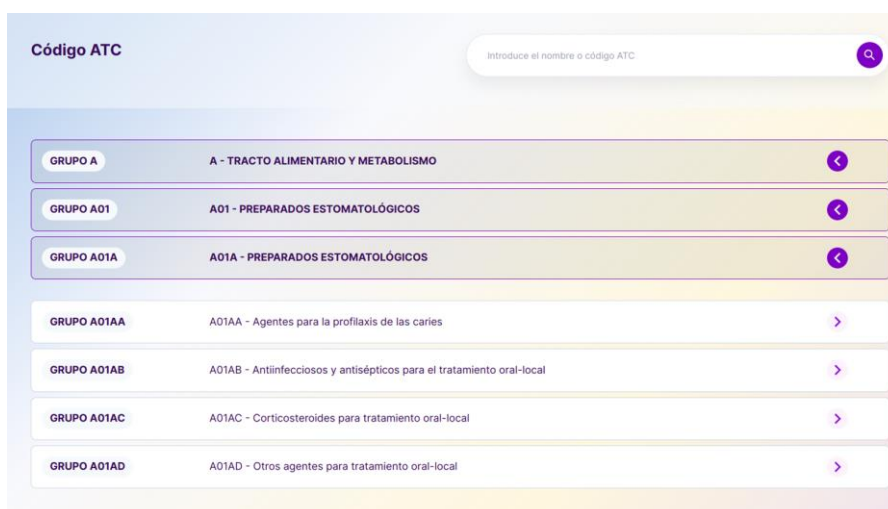 Código ATC
Introduce el nombre o código ATC
GRUPO A A - TRACTO ALIMENTARIO Y METABOLISMO
GRUPO A01 A01 - PREPARADOS ESTOMATOLÓGICOS
GRUPO A01A A01A - PREPARADOS ESTOMATOLÓGICOS
GRUPO A01AA A01AA - Agentes para la profilaxis de las caries
GRUPO A01AB A01AB - Antiinfecciosos y antisépticos para el tratamiento oral-local
GRUPO A01AC A01AC - Corticosteroides para tratamiento oral-local
GRUPO A01AD A01AD - Otros agentes para tratamiento oral-local